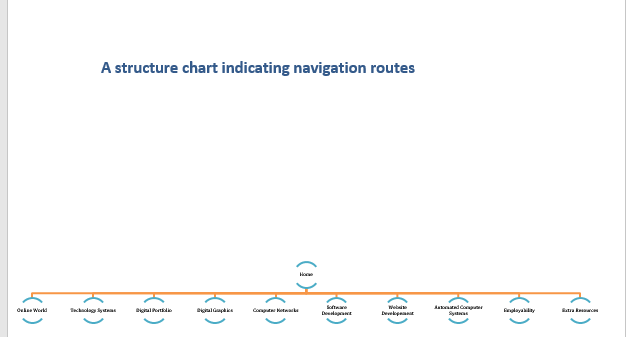 A structure chart indicating navigation routes
Home
Online World
Technology Systems
Digital Portfolio
Digital Graphics
Computer Networks
Software
Development
Website
Developement
Automated Computer
Systems
Employability
Extra Resources